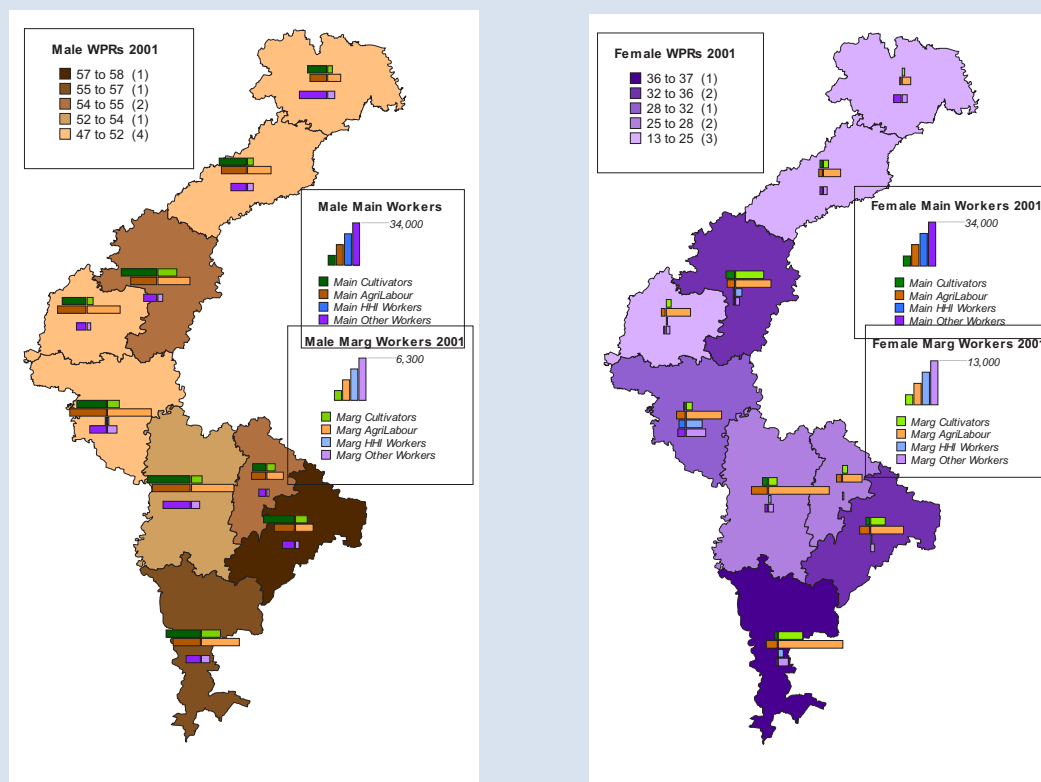 Male WPRs 2001
57 to 58 (1)
55 to 57 (1)
54 to 55 (2)
52 to 54 (1)
47 to 52 (4)
Male Main Workers
34,000
Main Cultivators
Main AgriLabour
Main HHI Workers
Main Other Workers
Male Marg Workers 2001
6,300
Marg Cultivators
Marg AgriLabour
Marg HHI Workers
Marg Other Workers
Female WPRs 2001
36 to 37 (1)
32 to 36 (2)
28 to 32 (1)
25 to 28 (2)
13 to 25 (3)
Female Main Workers 2001
34,000
Main Cultivators
Main AgriLabour
Main HHI Workers
Main Other Workers
Female Marg Workers 2001
13,000
Marg Cultivators
Marg AgriLabour
Marg HHI Workers
Marg Other Workers